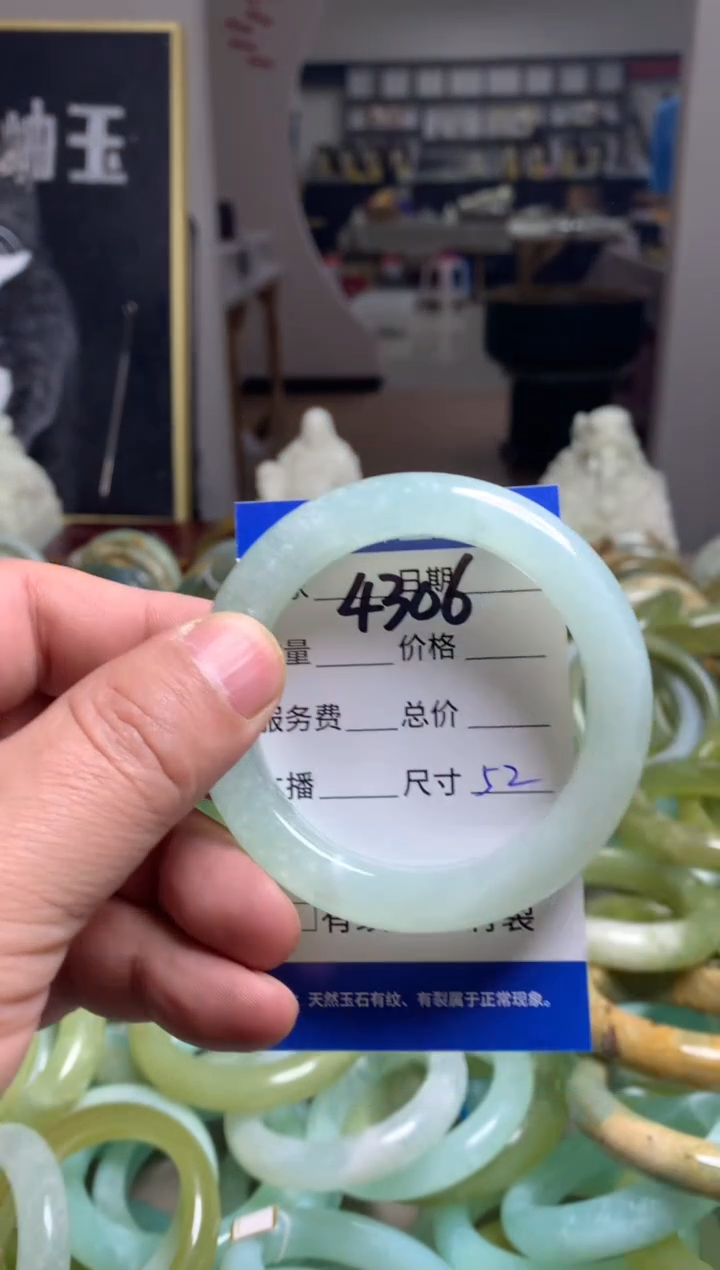 岫玉
日期
4306
量 价格
服务费 总价
播 尺寸 52
天然玉石有纹、有裂属于正常现象。